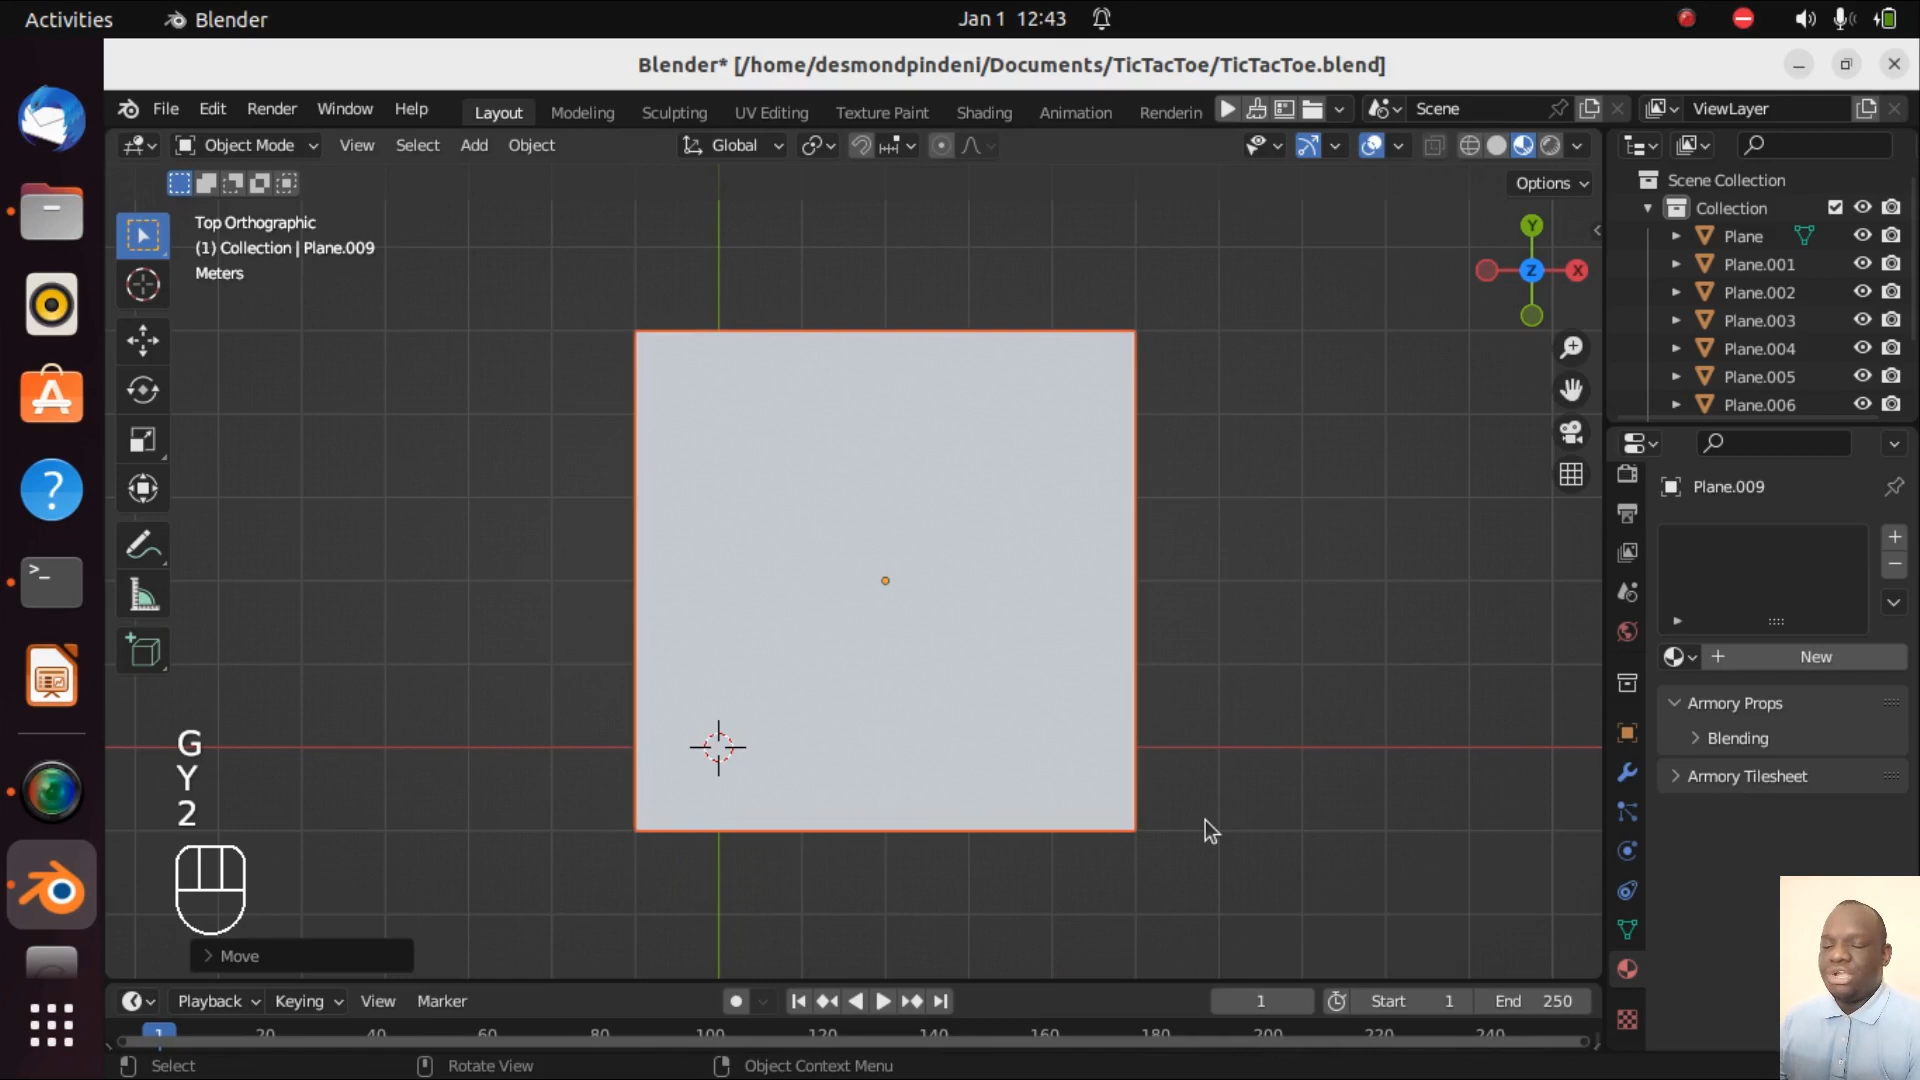 Activities
Blender
Jan 1 12:43
Blender* [/home/desmondpindeni/Documents/TicTacToe/TicTacToe.blend]
File Edit Render Window Help
Layout Modeling Sculpting UV Editing Texture Paint Shading Animation Renderin
Scene
ViewLayer
Object Mode View Select Add Object
Global
Options
Top Orthographic
(1) Collection | Plane.009
Meters
Y
X
Z
Scene Collection
Collection
Plane
Plane.001
Plane.002
Plane.003
Plane.004
Plane.005
Plane.006
Plane.009
New
Armory Props
Blending
Armory Tilesheet
G
Y
2
Move
Playback Keying View Marker
1
Start 1
End 250
1 20 40 60 80 100 120 140 160 180 200 220 240
Select
Rotate View
Object Context Menu